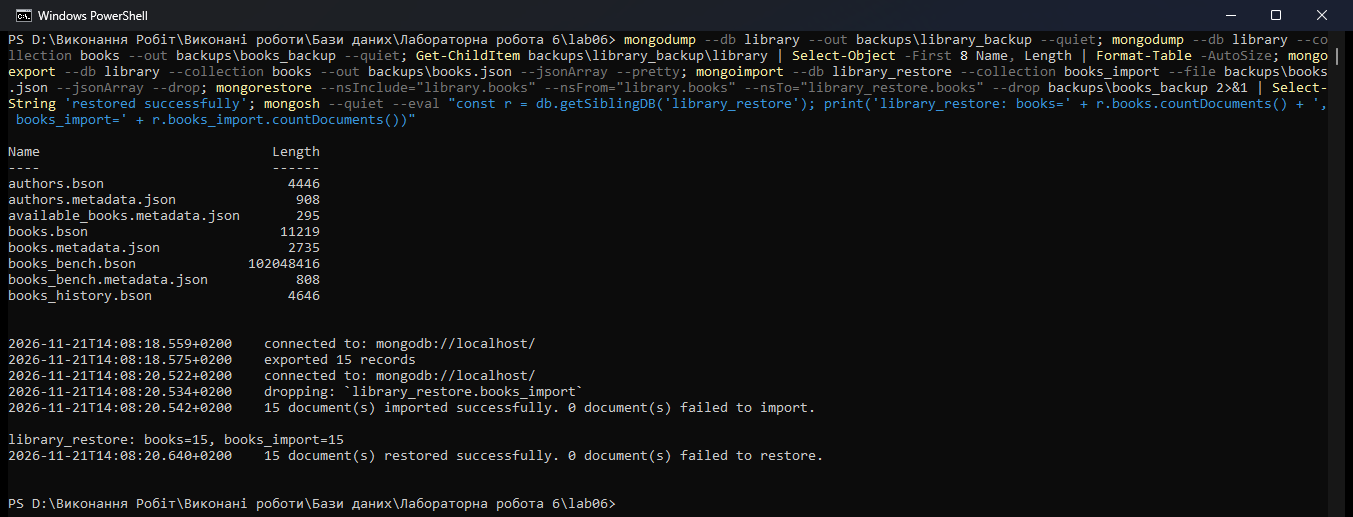 Windows PowerShell
PS D:\Виконання Робіт\Виконані роботи\Бази даних\Лабораторна робота 6\lab06> mongodump --db library --out backups\library_backup --quiet; mongodump --db library --co
llection books --out backups\books_backup --quiet; Get-ChildItem backups\library_backup\library | Select-Object -First 8 Name, Length | Format-Table -AutoSize; mongo
export --db library --collection books --out backups\books.json --jsonArray --pretty; mongoimport --db library_restore --collection books_import --file backups\books
.json --jsonArray --drop; mongorestore --nsInclude="library.books" --nsFrom="library.books" --nsTo="library_restore.books" --drop backups\books_backup 2>&1 | Select-
String 'restored successfully'; mongosh --quiet --eval "const r = db.getSiblingDB('library_restore'); print('library_restore: books=' + r.books.countDocuments() + ',
 books_import=' + r.books_import.countDocuments())"
Name                             Length
----                             ------
authors.bson                       4446
authors.metadata.json               908
available_books.metadata.json       295
books.bson                        11219
books.metadata.json                2735
books_bench.bson              102048416
books_bench.metadata.json           808
books_history.bson                 4646
2026-11-21T14:08:18.559+0200    connected to: mongodb://localhost/
2026-11-21T14:08:18.575+0200    exported 15 records
2026-11-21T14:08:20.522+0200    connected to: mongodb://localhost/
2026-11-21T14:08:20.534+0200    dropping: `library_restore.books_import`
2026-11-21T14:08:20.542+0200    15 document(s) imported successfully. 0 document(s) failed to import.
library_restore: books=15, books_import=15
2026-11-21T14:08:20.640+0200    15 document(s) restored successfully. 0 document(s) failed to restore.
PS D:\Виконання Робіт\Виконані роботи\Бази даних\Лабораторна робота 6\lab06>